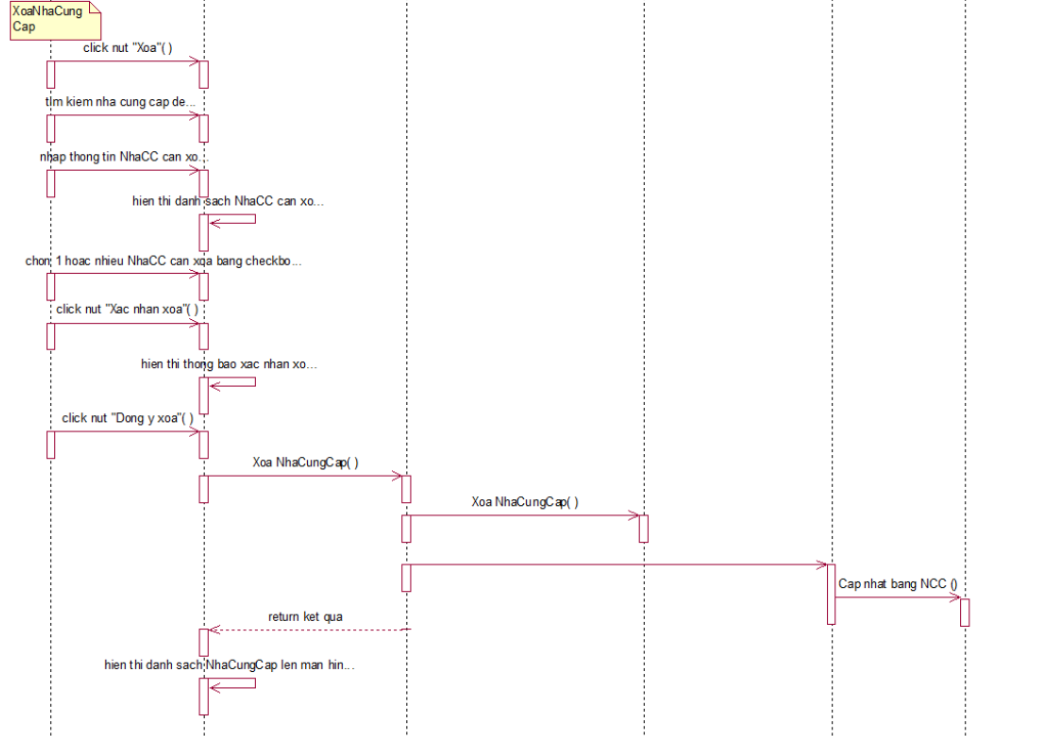 XoaNhaCung
Cap
click nut "Xoa"( )
tim kiem nha cung cap de...
nhap thong tin NhaCC can xo...
hien thi danh sach NhaCC can xo...
chon 1 hoac nhieu NhaCC can xoa bang checkbo...
click nut "Xac nhan xoa"( )
hien thi thong bao xac nhan xo...
click nut "Dong y xoa"( )
Xoa NhaCungCap( )
Xoa NhaCungCap( )
Cap nhat bang NCC ()
return ket qua
hien thi danh sach NhaCungCap len man hin...